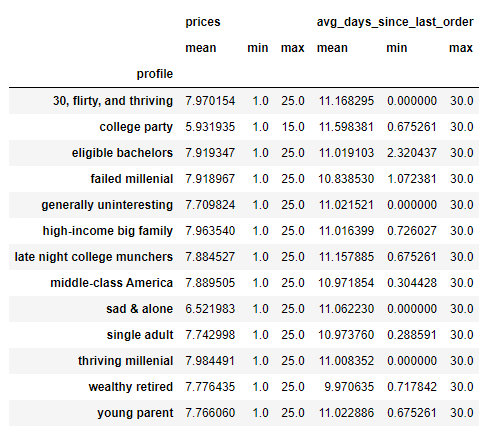 prices avg_days_since_last_order
mean min max mean min max
profile
30, flirty, and thriving 7.970154 1.0 25.0 11.168295 0.000000 30.0
college party 5.931935 1.0 15.0 11.598381 0.675261 30.0
eligible bachelors 7.919347 1.0 25.0 11.019103 2.320437 30.0
failed millenial 7.918967 1.0 25.0 10.838530 1.072381 30.0
generally uninteresting 7.709824 1.0 25.0 11.021521 0.000000 30.0
high-income big family 7.963540 1.0 25.0 11.016399 0.726027 30.0
late night college munchers 7.884527 1.0 25.0 11.157885 0.675261 30.0
middle-class America 7.889505 1.0 25.0 10.971854 0.304428 30.0
sad & alone 6.521983 1.0 25.0 11.062230 0.000000 30.0
single adult 7.742998 1.0 25.0 10.973760 0.288591 30.0
thriving millenial 7.984491 1.0 25.0 11.008352 0.000000 30.0
wealthy retired 7.776435 1.0 25.0 9.970635 0.717842 30.0
young parent 7.766060 1.0 25.0 11.022886 0.675261 30.0